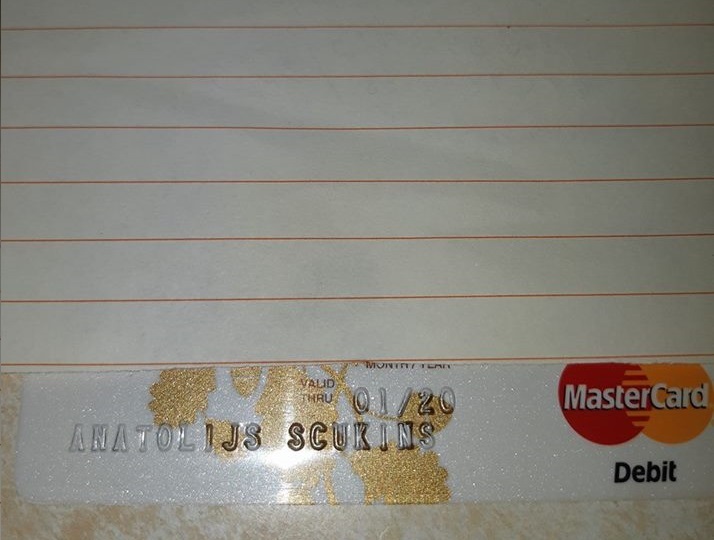 MONTH / YEAR
VALID
THRU 01/20
ANATOLIJS SCUKINS
MasterCard
Debit